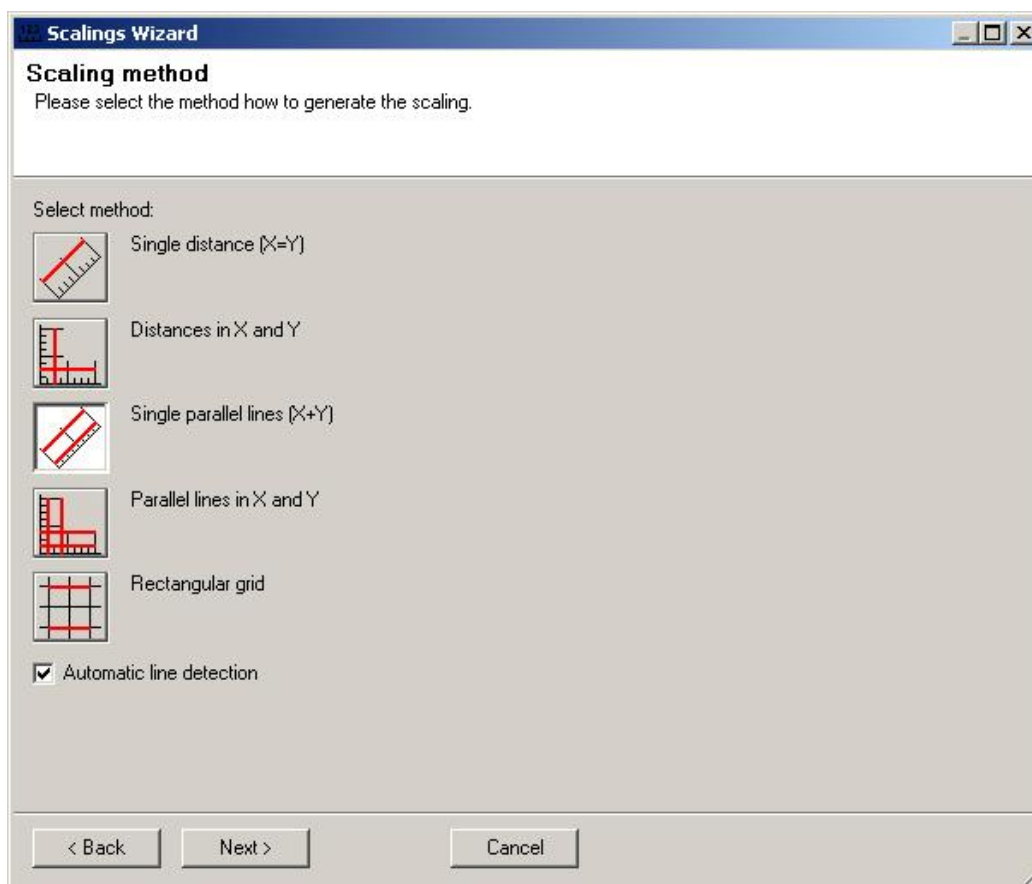 Scalings Wizard
Scaling method
Please select the method how to generate the scaling.
Select method:
Single distance (X=Y)
Distances in X and Y
Single parallel lines (X+Y)
Parallel lines in X and Y
Rectangular grid
Automatic line detection
< Back Next > Cancel